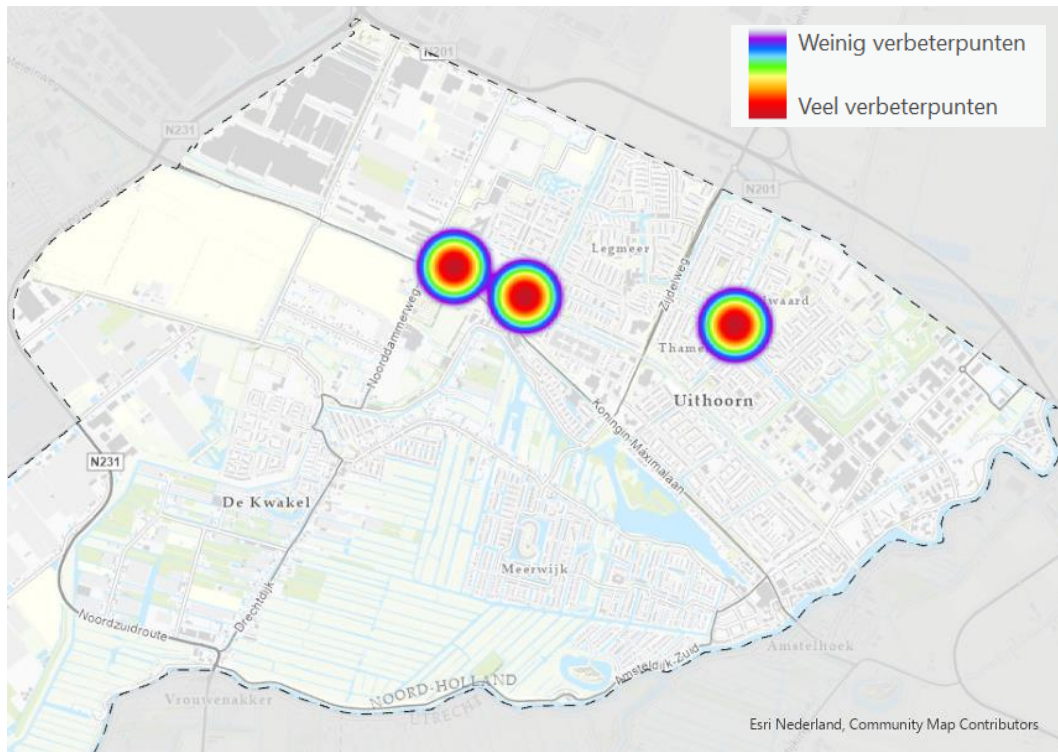 Weinig verbeterpunten
Veel verbeterpunten
N201
N231
N201
Legmeer
Zijdelweg
Noorddammerweg
Uithoorn
Koningin-Maximalaan
N231
De Kwakel
Meerwijk
Drechtdijk
Noordzuidroute
Amsteldijk-Zuid
Amstelhoek
NOORD-HOLLAND
UTRECHT
Vrouwenakker
Esri Nederland, Community Map Contributors